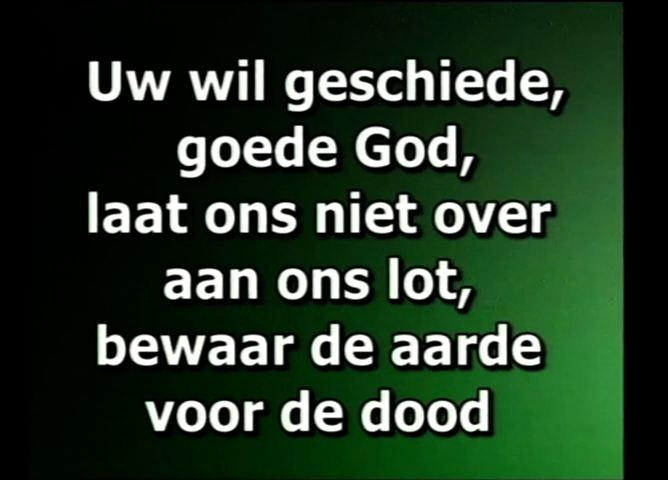 Uw wil geschiede,
goede God,
laat ons niet over
aan ons lot,
bewaar de aarde
voor de dood